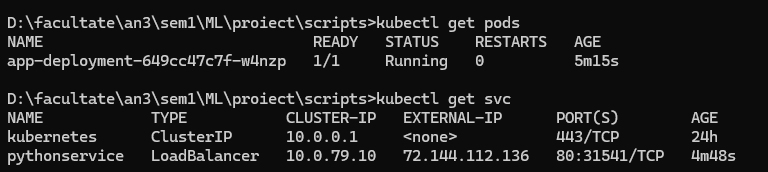 D:\facultate\an3\sem1\ML\proiect\scripts>kubectl get pods
NAME READY STATUS RESTARTS AGE
app-deployment-649cc47c7f-w4nzp 1/1 Running 0 5m15s
D:\facultate\an3\sem1\ML\proiect\scripts>kubectl get svc
NAME TYPE CLUSTER-IP EXTERNAL-IP PORT(S) AGE
kubernetes ClusterIP 10.0.0.1 <none> 443/TCP 24h
pythonservice LoadBalancer 10.0.79.10 72.144.112.136 80:31541/TCP 4m48s